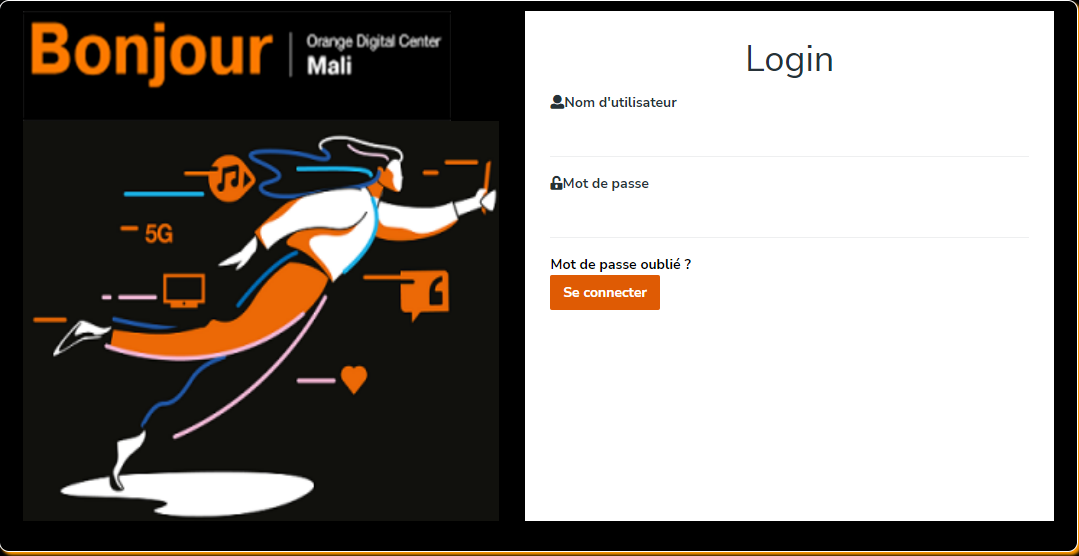 Bonjour
Orange Digital Center
Mali
5G
Login
Nom d'utilisateur
Mot de passe
Mot de passe oublié ?
Se connecter